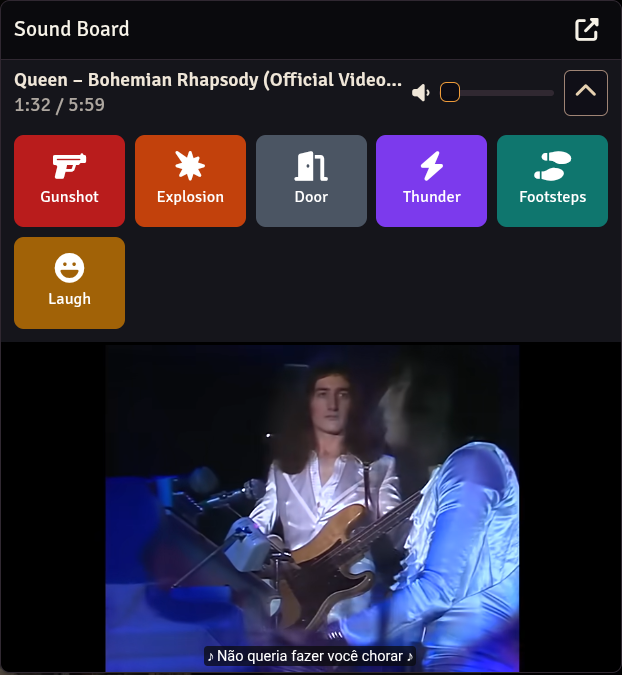 Sound Board
Queen – Bohemian Rhapsody (Official Video...
1:32 / 5:59
Gunshot
Explosion
Door
Thunder
Footsteps
Laugh
♪ Não queria fazer você chorar ♪